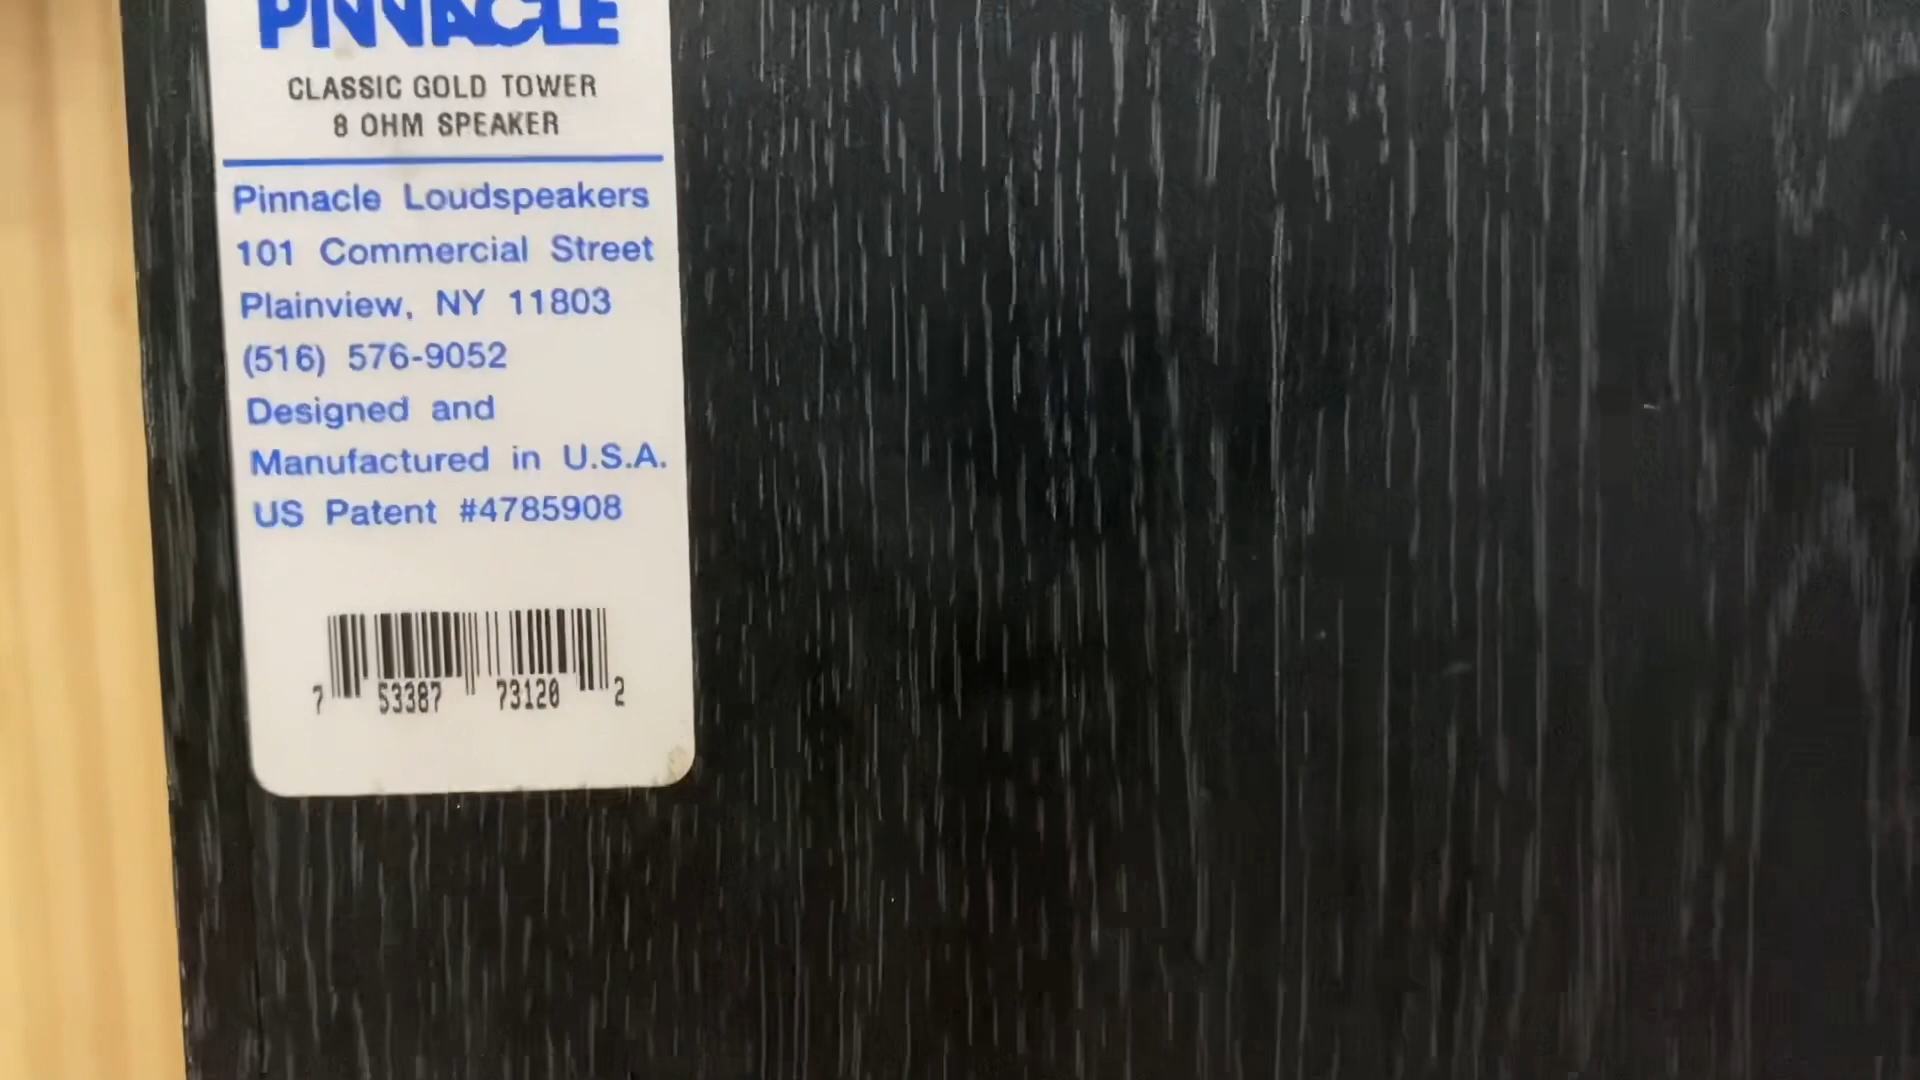 PINNACLE
CLASSIC GOLD TOWER
8 OHM SPEAKER
Pinnacle Loudspeakers
101 Commercial Street
Plainview, NY 11803
(516) 576-9052
Designed and
Manufactured in U.S.A.
US Patent #4785908
7 53387 73120 2